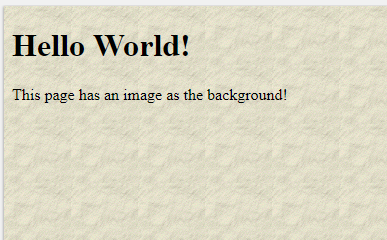 Hello World!
This page has an image as the background!